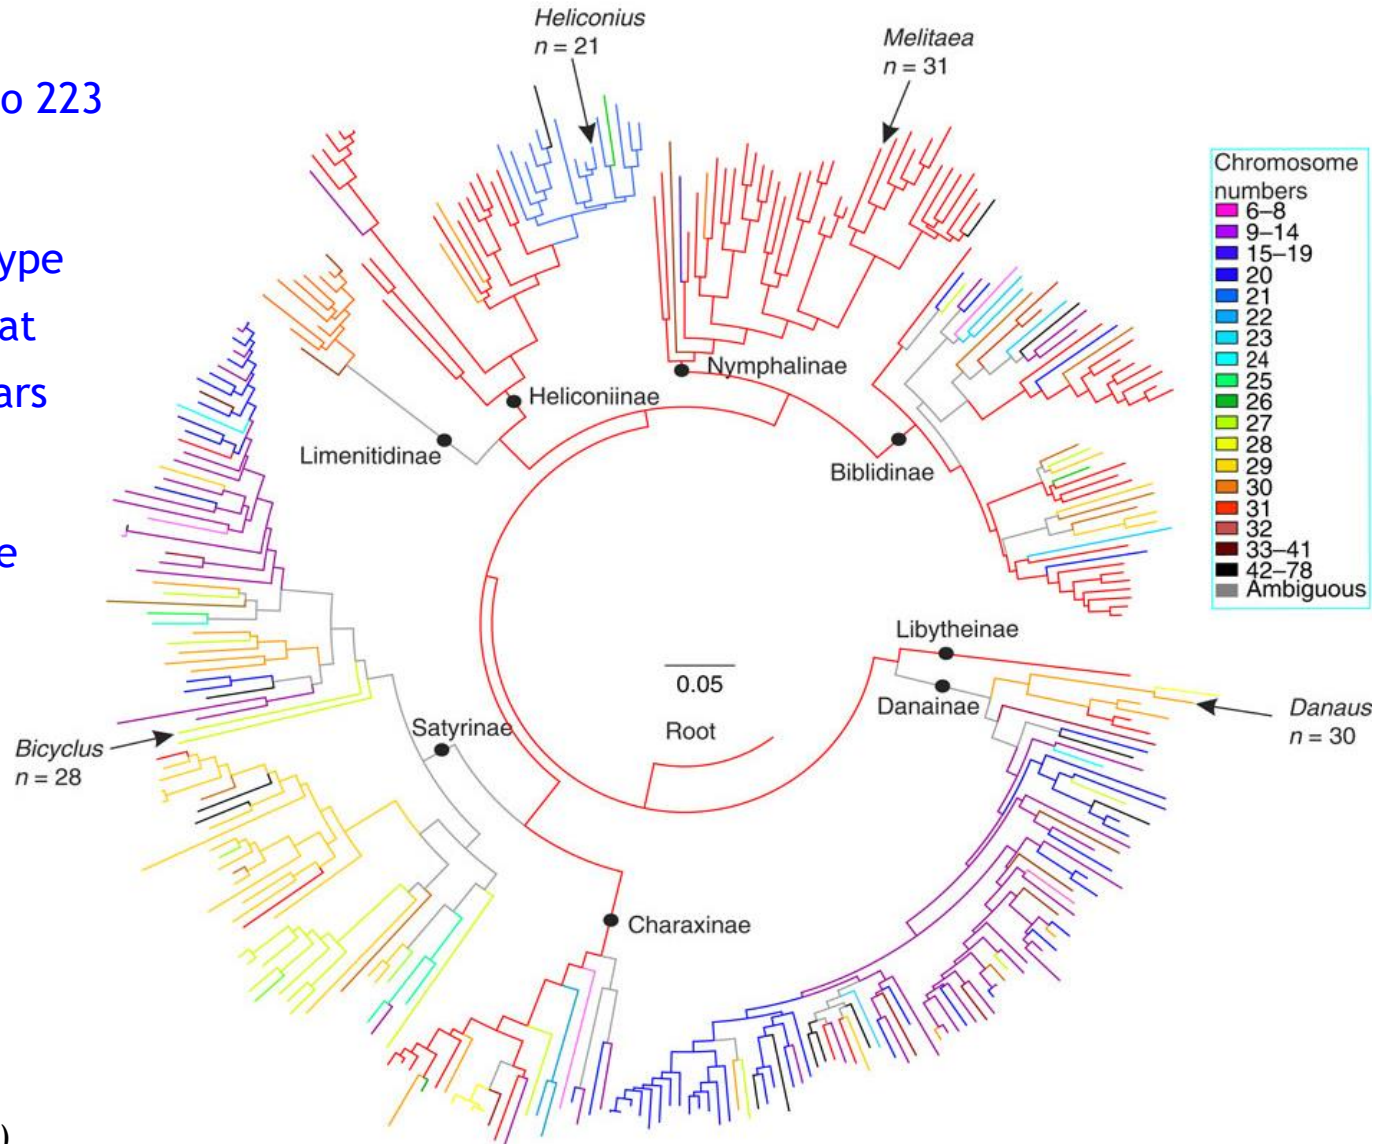 o 223
ype
at
ars
e
)
Heliconius
n = 21
Melitaea
n = 31
Chromosome
numbers
6–8
9–14
15–19
20
21
22
23
24
25
26
27
28
29
30
31
32
33–41
42–78
Ambiguous
Nymphalinae
Heliconiinae
Limenitidinae
Biblidinae
Libytheinae
0.05
Danainae
Danaus
n = 30
Satyrinae
Root
Bicyclus
n = 28
Charaxinae